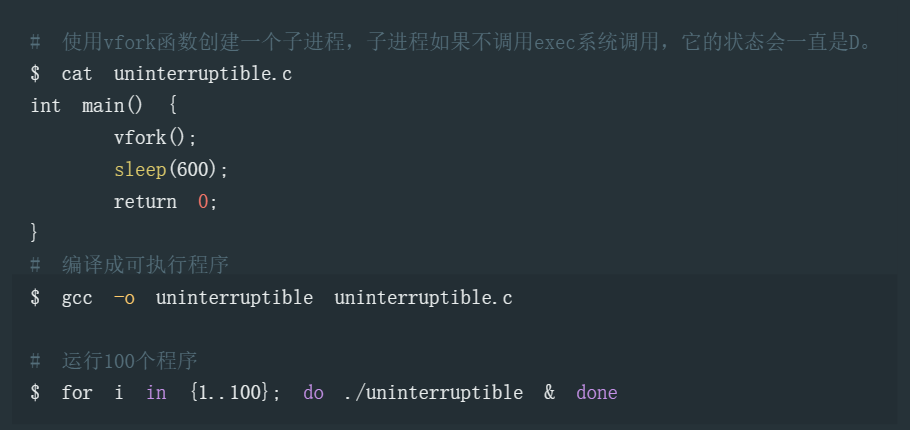 # 使用vfork函数创建一个子进程，子进程如果不调用exec系统调用，它的状态会一直是D。
$ cat uninterruptible.c
int main() {
        vfork();
        sleep(600);
        return 0;
}
# 编译成可执行程序
$ gcc -o uninterruptible uninterruptible.c

# 运行100个程序
$ for i in {1..100}; do ./uninterruptible & done